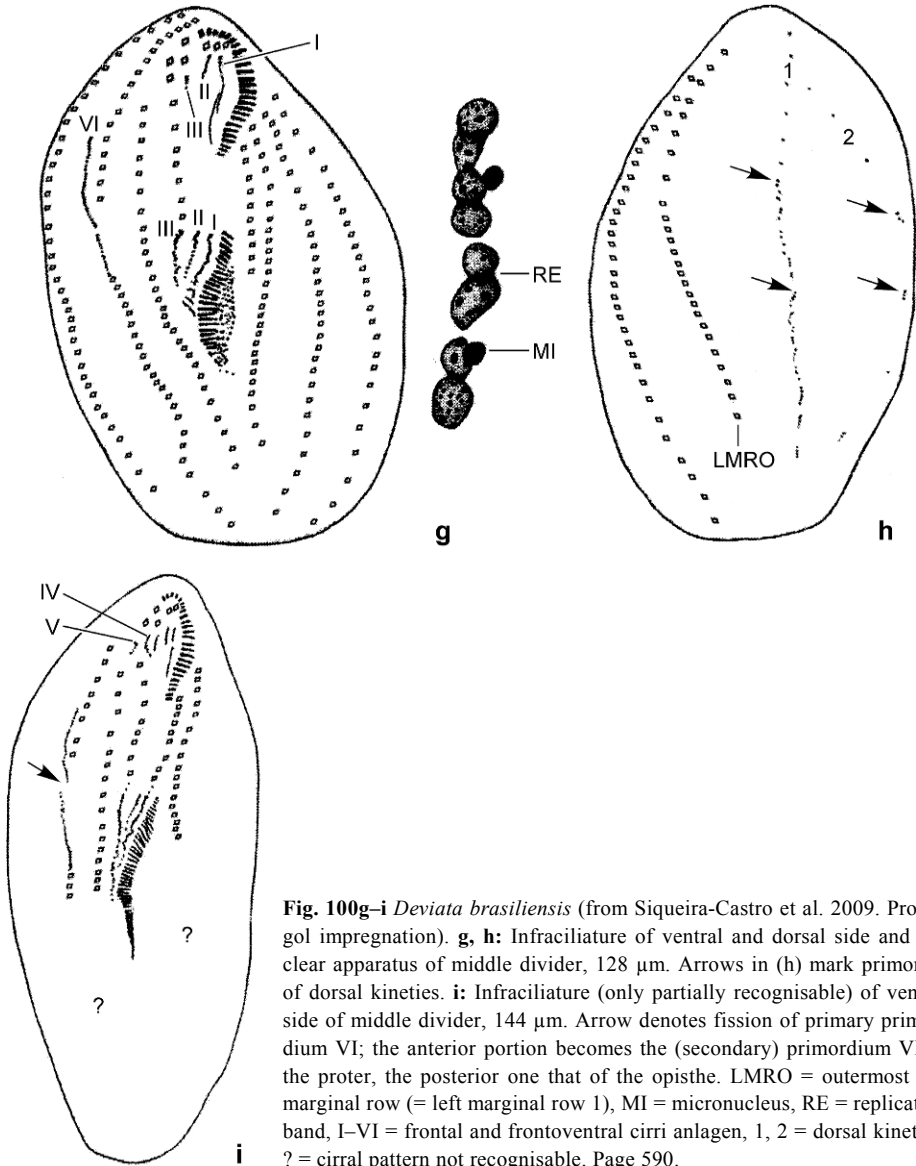 I
II
III
VI
III
II
I
RE
MI
g
1
2
LMRO
h
IV
V
?
?
i
Fig. 100g–i Deviata brasiliensis (from Siqueira-Castro et al. 2009. Pro
gol impregnation). g, h: Infraciliature of ventral and dorsal side and
clear apparatus of middle divider, 128 µm. Arrows in (h) mark primor
of dorsal kineties. i: Infraciliature (only partially recognisable) of ven
side of middle divider, 144 µm. Arrow denotes fission of primary prim
dium VI; the anterior portion becomes the (secondary) primordium VI
the proter, the posterior one that of the opisthe. LMRO = outermost
marginal row (= left marginal row 1), MI = micronucleus, RE = replicat
band, I–VI = frontal and frontoventral cirri anlagen, 1, 2 = dorsal kinet
? = cirral pattern not recognisable. Page 590.